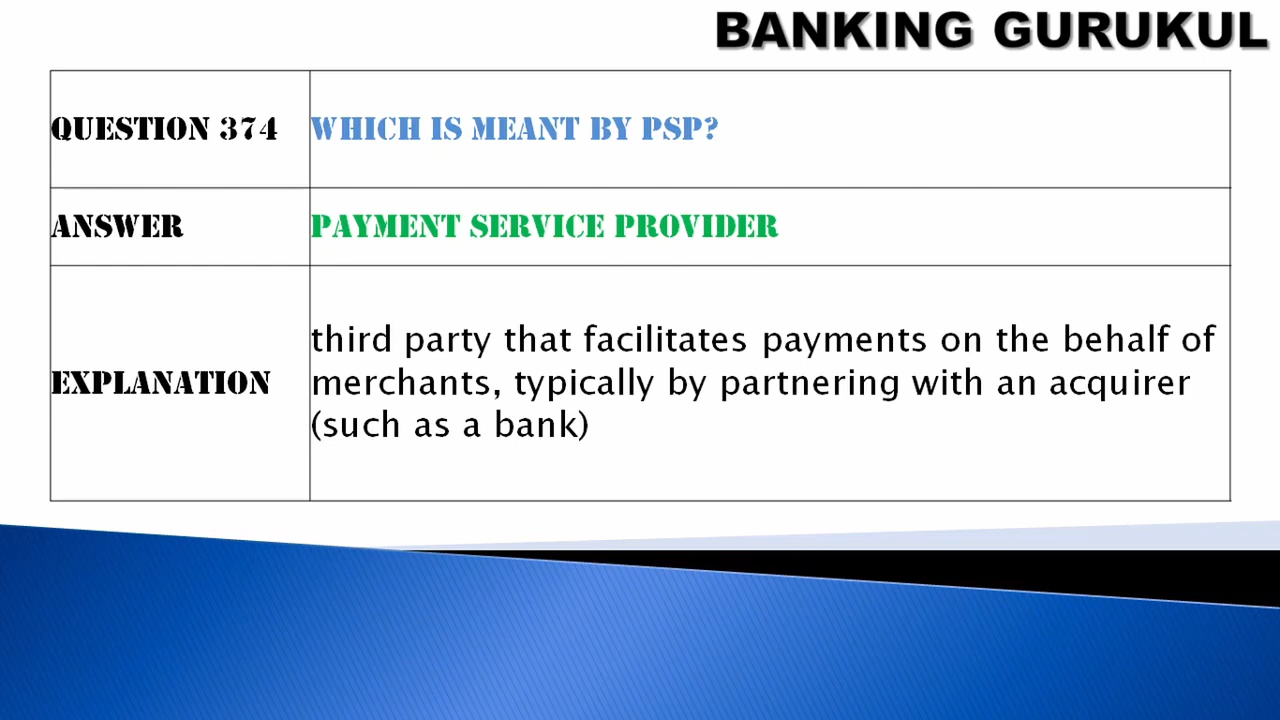 BANKING GURUKUL
QUESTION 374
WHICH IS MEANT BY PSP?
ANSWER
PAYMENT SERVICE PROVIDER
EXPLANATION
third party that facilitates payments on the behalf of
merchants, typically by partnering with an acquirer
(such as a bank)